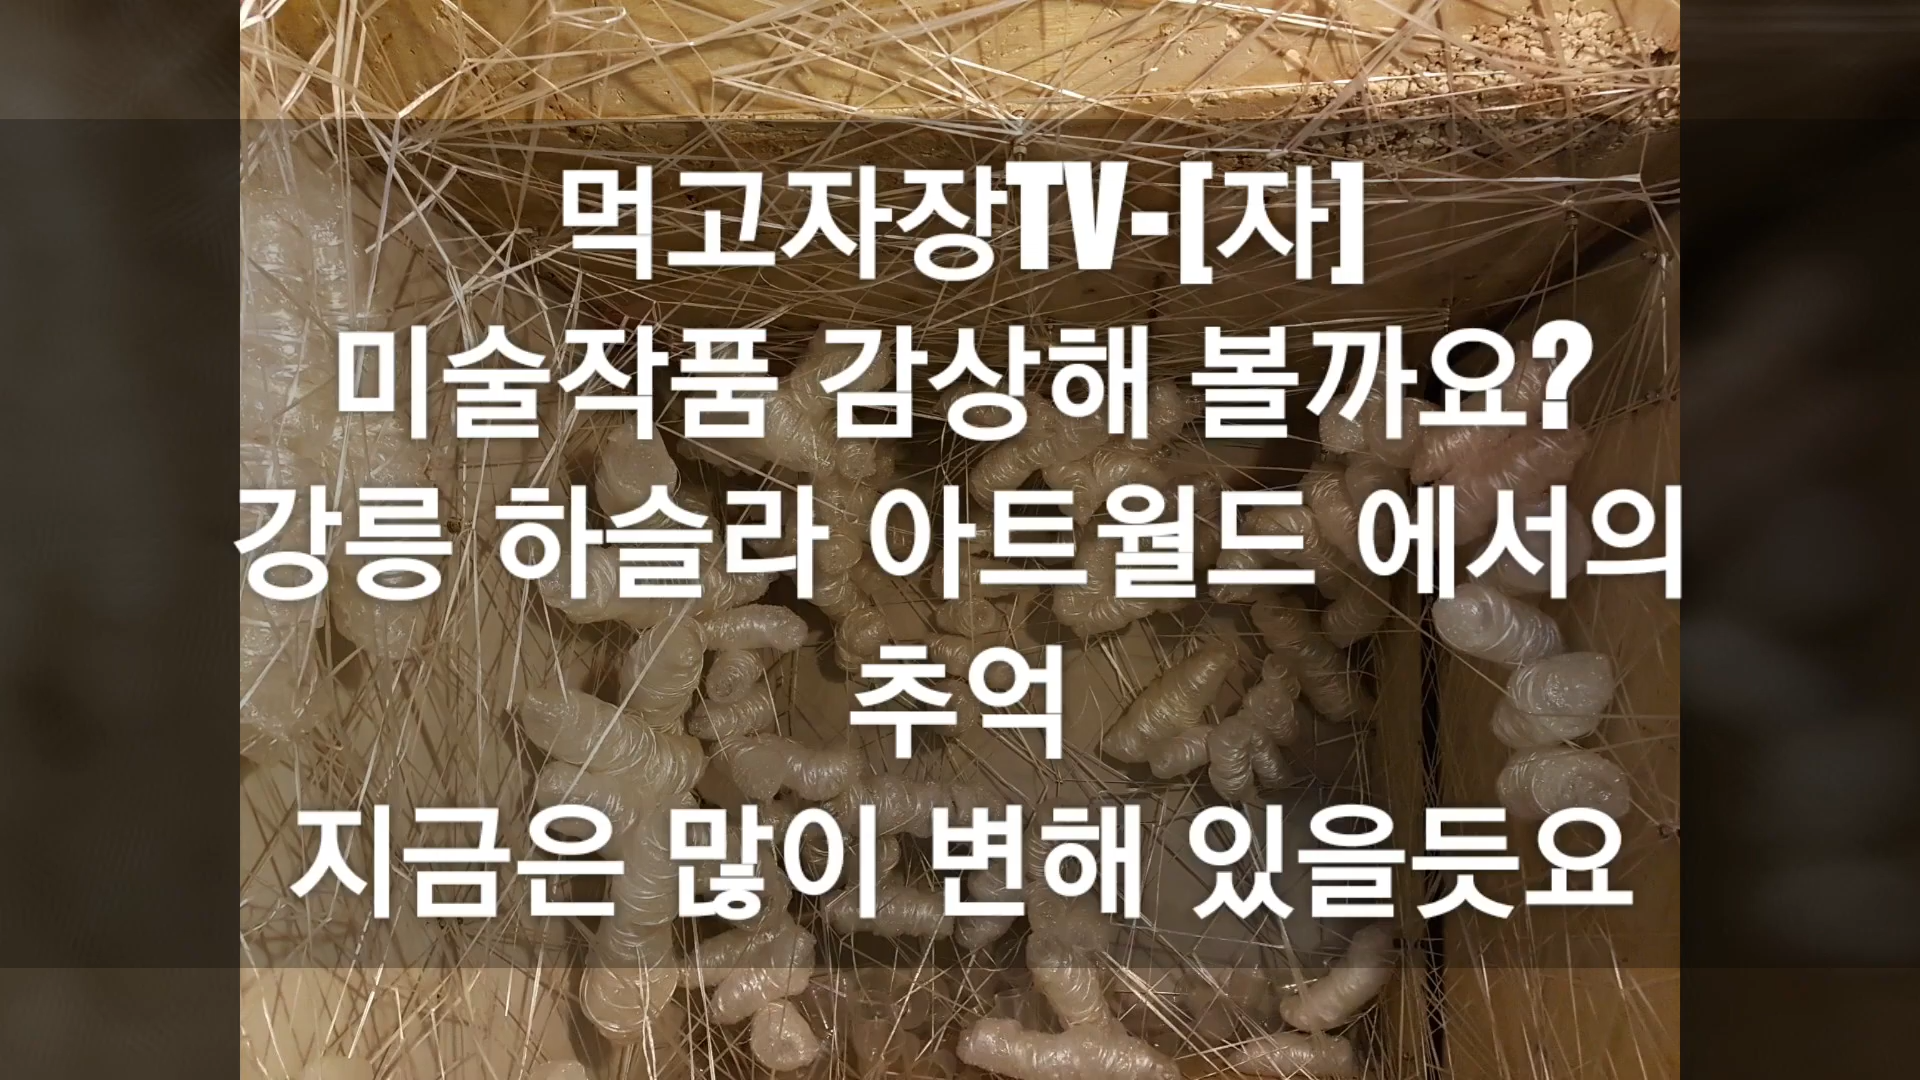 먹고자장TV-[자]
미술작품 감상해 볼까요?
강릉 하슬라 아트월드 에서의
추억
지금은 많이 변해 있을듯요